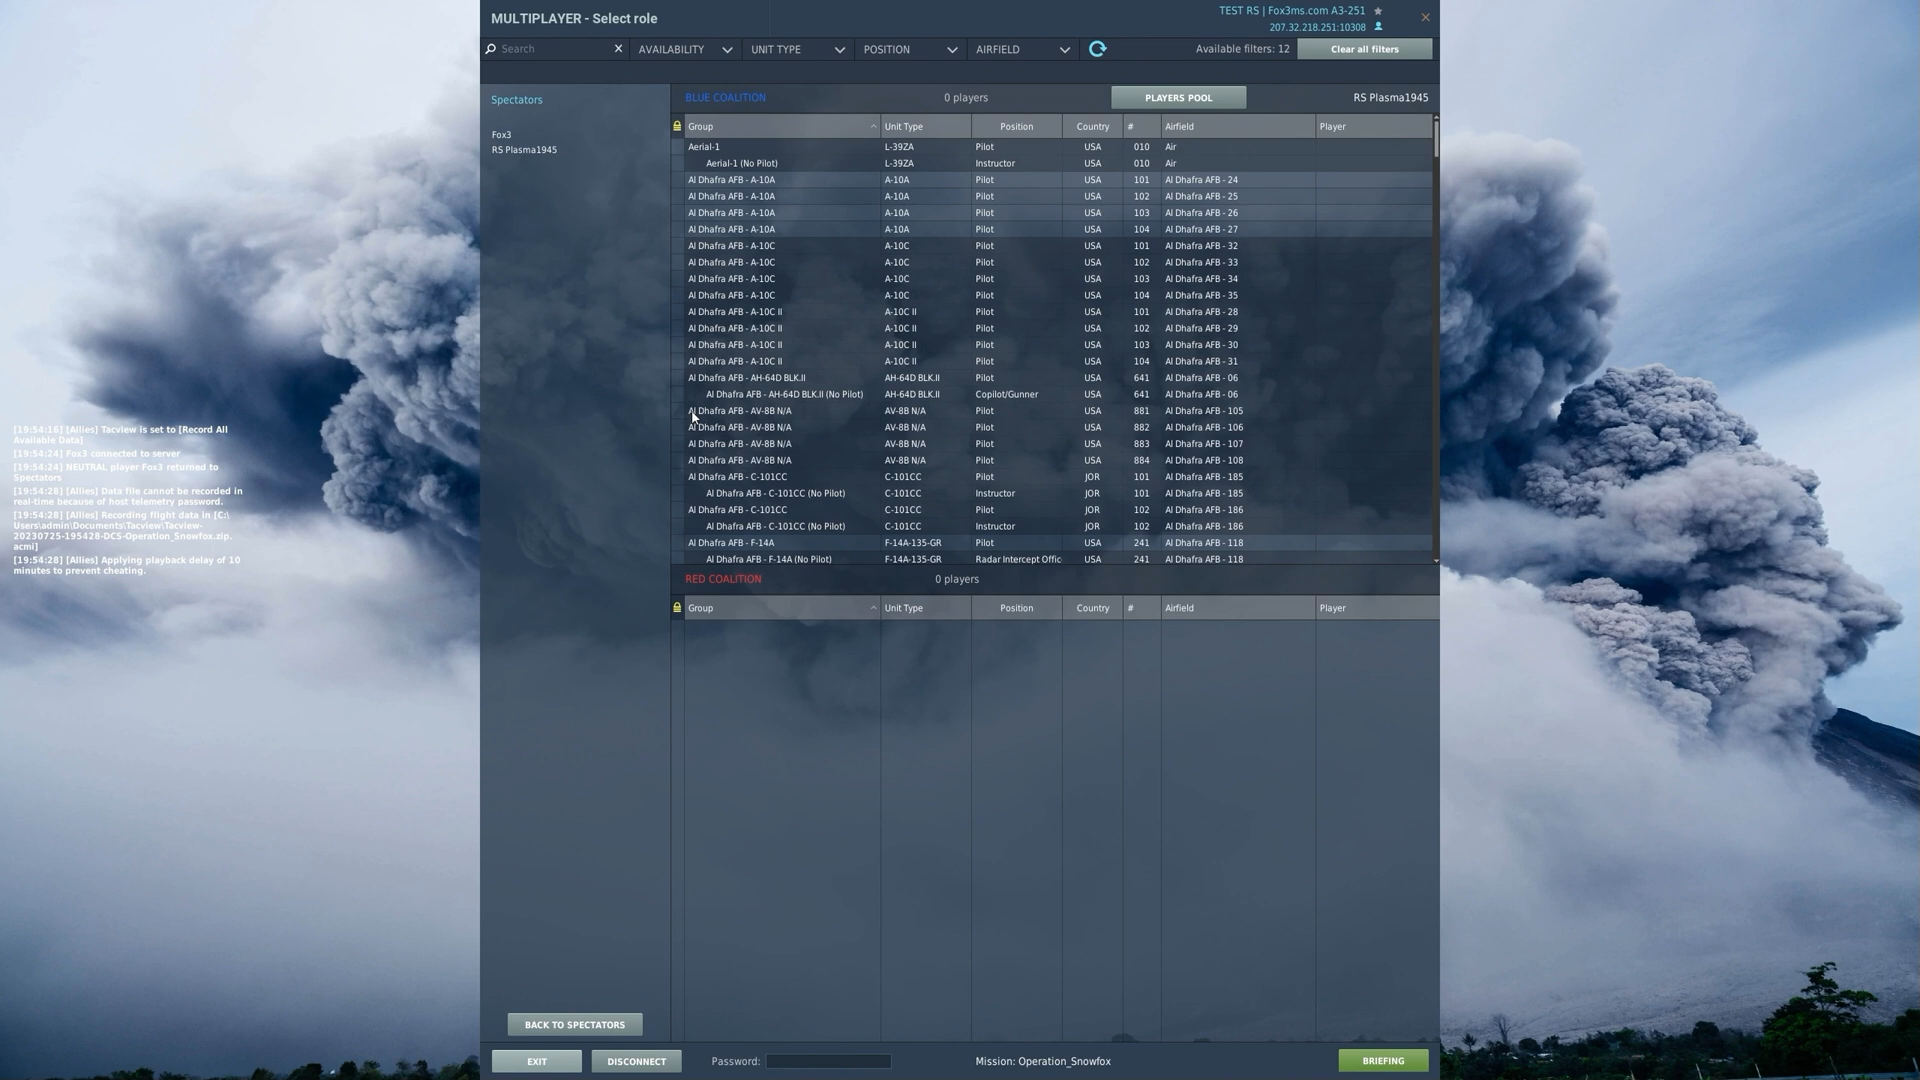 MULTIPLAYER - Select role
TEST RS | Fox3ms.com A3-251
207.32.218.251:10308
Search
AVAILABILITY
UNIT TYPE
POSITION
AIRFIELD
Available filters: 12
Clear all filters
Spectators
Fox3
RS Plasma1945
BLUE COALITION 0 players PLAYERS POOL RS Plasma1945
Group Unit Type Position Country # Airfield Player
Aerial-1 L-39ZA Pilot USA 010 Air
Aerial-1 (No Pilot) L-39ZA Instructor USA 010 Air
Al Dhafra AFB - A-10A A-10A Pilot USA 101 Al Dhafra AFB - 24
Al Dhafra AFB - A-10A A-10A Pilot USA 102 Al Dhafra AFB - 25
Al Dhafra AFB - A-10A A-10A Pilot USA 103 Al Dhafra AFB - 26
Al Dhafra AFB - A-10A A-10A Pilot USA 104 Al Dhafra AFB - 27
Al Dhafra AFB - A-10C A-10C Pilot USA 101 Al Dhafra AFB - 32
Al Dhafra AFB - A-10C A-10C Pilot USA 102 Al Dhafra AFB - 33
Al Dhafra AFB - A-10C A-10C Pilot USA 103 Al Dhafra AFB - 34
Al Dhafra AFB - A-10C A-10C Pilot USA 104 Al Dhafra AFB - 35
Al Dhafra AFB - A-10C II A-10C II Pilot USA 101 Al Dhafra AFB - 28
Al Dhafra AFB - A-10C II A-10C II Pilot USA 102 Al Dhafra AFB - 29
Al Dhafra AFB - A-10C II A-10C II Pilot USA 103 Al Dhafra AFB - 30
Al Dhafra AFB - A-10C II A-10C II Pilot USA 104 Al Dhafra AFB - 31
Al Dhafra AFB - AH-64D BLK.II AH-64D BLK.II Pilot USA 641 Al Dhafra AFB - 06
Al Dhafra AFB - AH-64D BLK.II (No Pilot) AH-64D BLK.II Copilot/Gunner USA 641 Al Dhafra AFB - 06
Al Dhafra AFB - AV-8B N/A AV-8B N/A Pilot USA 881 Al Dhafra AFB - 105
Al Dhafra AFB - AV-8B N/A AV-8B N/A Pilot USA 882 Al Dhafra AFB - 106
Al Dhafra AFB - AV-8B N/A AV-8B N/A Pilot USA 883 Al Dhafra AFB - 107
Al Dhafra AFB - AV-8B N/A AV-8B N/A Pilot USA 884 Al Dhafra AFB - 108
Al Dhafra AFB - C-101CC C-101CC Pilot JOR 101 Al Dhafra AFB - 185
Al Dhafra AFB - C-101CC (No Pilot) C-101CC Instructor JOR 101 Al Dhafra AFB - 185
Al Dhafra AFB - C-101CC C-101CC Pilot JOR 102 Al Dhafra AFB - 186
Al Dhafra AFB - C-101CC (No Pilot) C-101CC Instructor JOR 102 Al Dhafra AFB - 186
Al Dhafra AFB - F-14A F-14A-135-GR Pilot USA 241 Al Dhafra AFB - 118
Al Dhafra AFB - F-14A (No Pilot) F-14A-135-GR Radar Intercept Offic USA 241 Al Dhafra AFB - 118
RED COALITION 0 players
Group Unit Type Position Country # Airfield Player
[19:54:16] [Allies] Tacview is set to [Record All
Available Data]
[19:54:24] Fox3 connected to server
[19:54:24] NEUTRAL player Fox3 returned to
Spectators
[19:54:28] [Allies] Data file cannot be recorded in
real-time because of host telemetry password.
[19:54:28] [Allies] Recording flight data in [C:\
Users\admin\Documents\Tacview\Tacview-
20230725-195428-DCS-Operation_Snowfox.zip.
acmi]
[19:54:28] [Allies] Applying playback delay of 10
minutes to prevent cheating.
BACK TO SPECTATORS
EXIT
DISCONNECT
Password:
Mission: Operation_Snowfox
BRIEFING